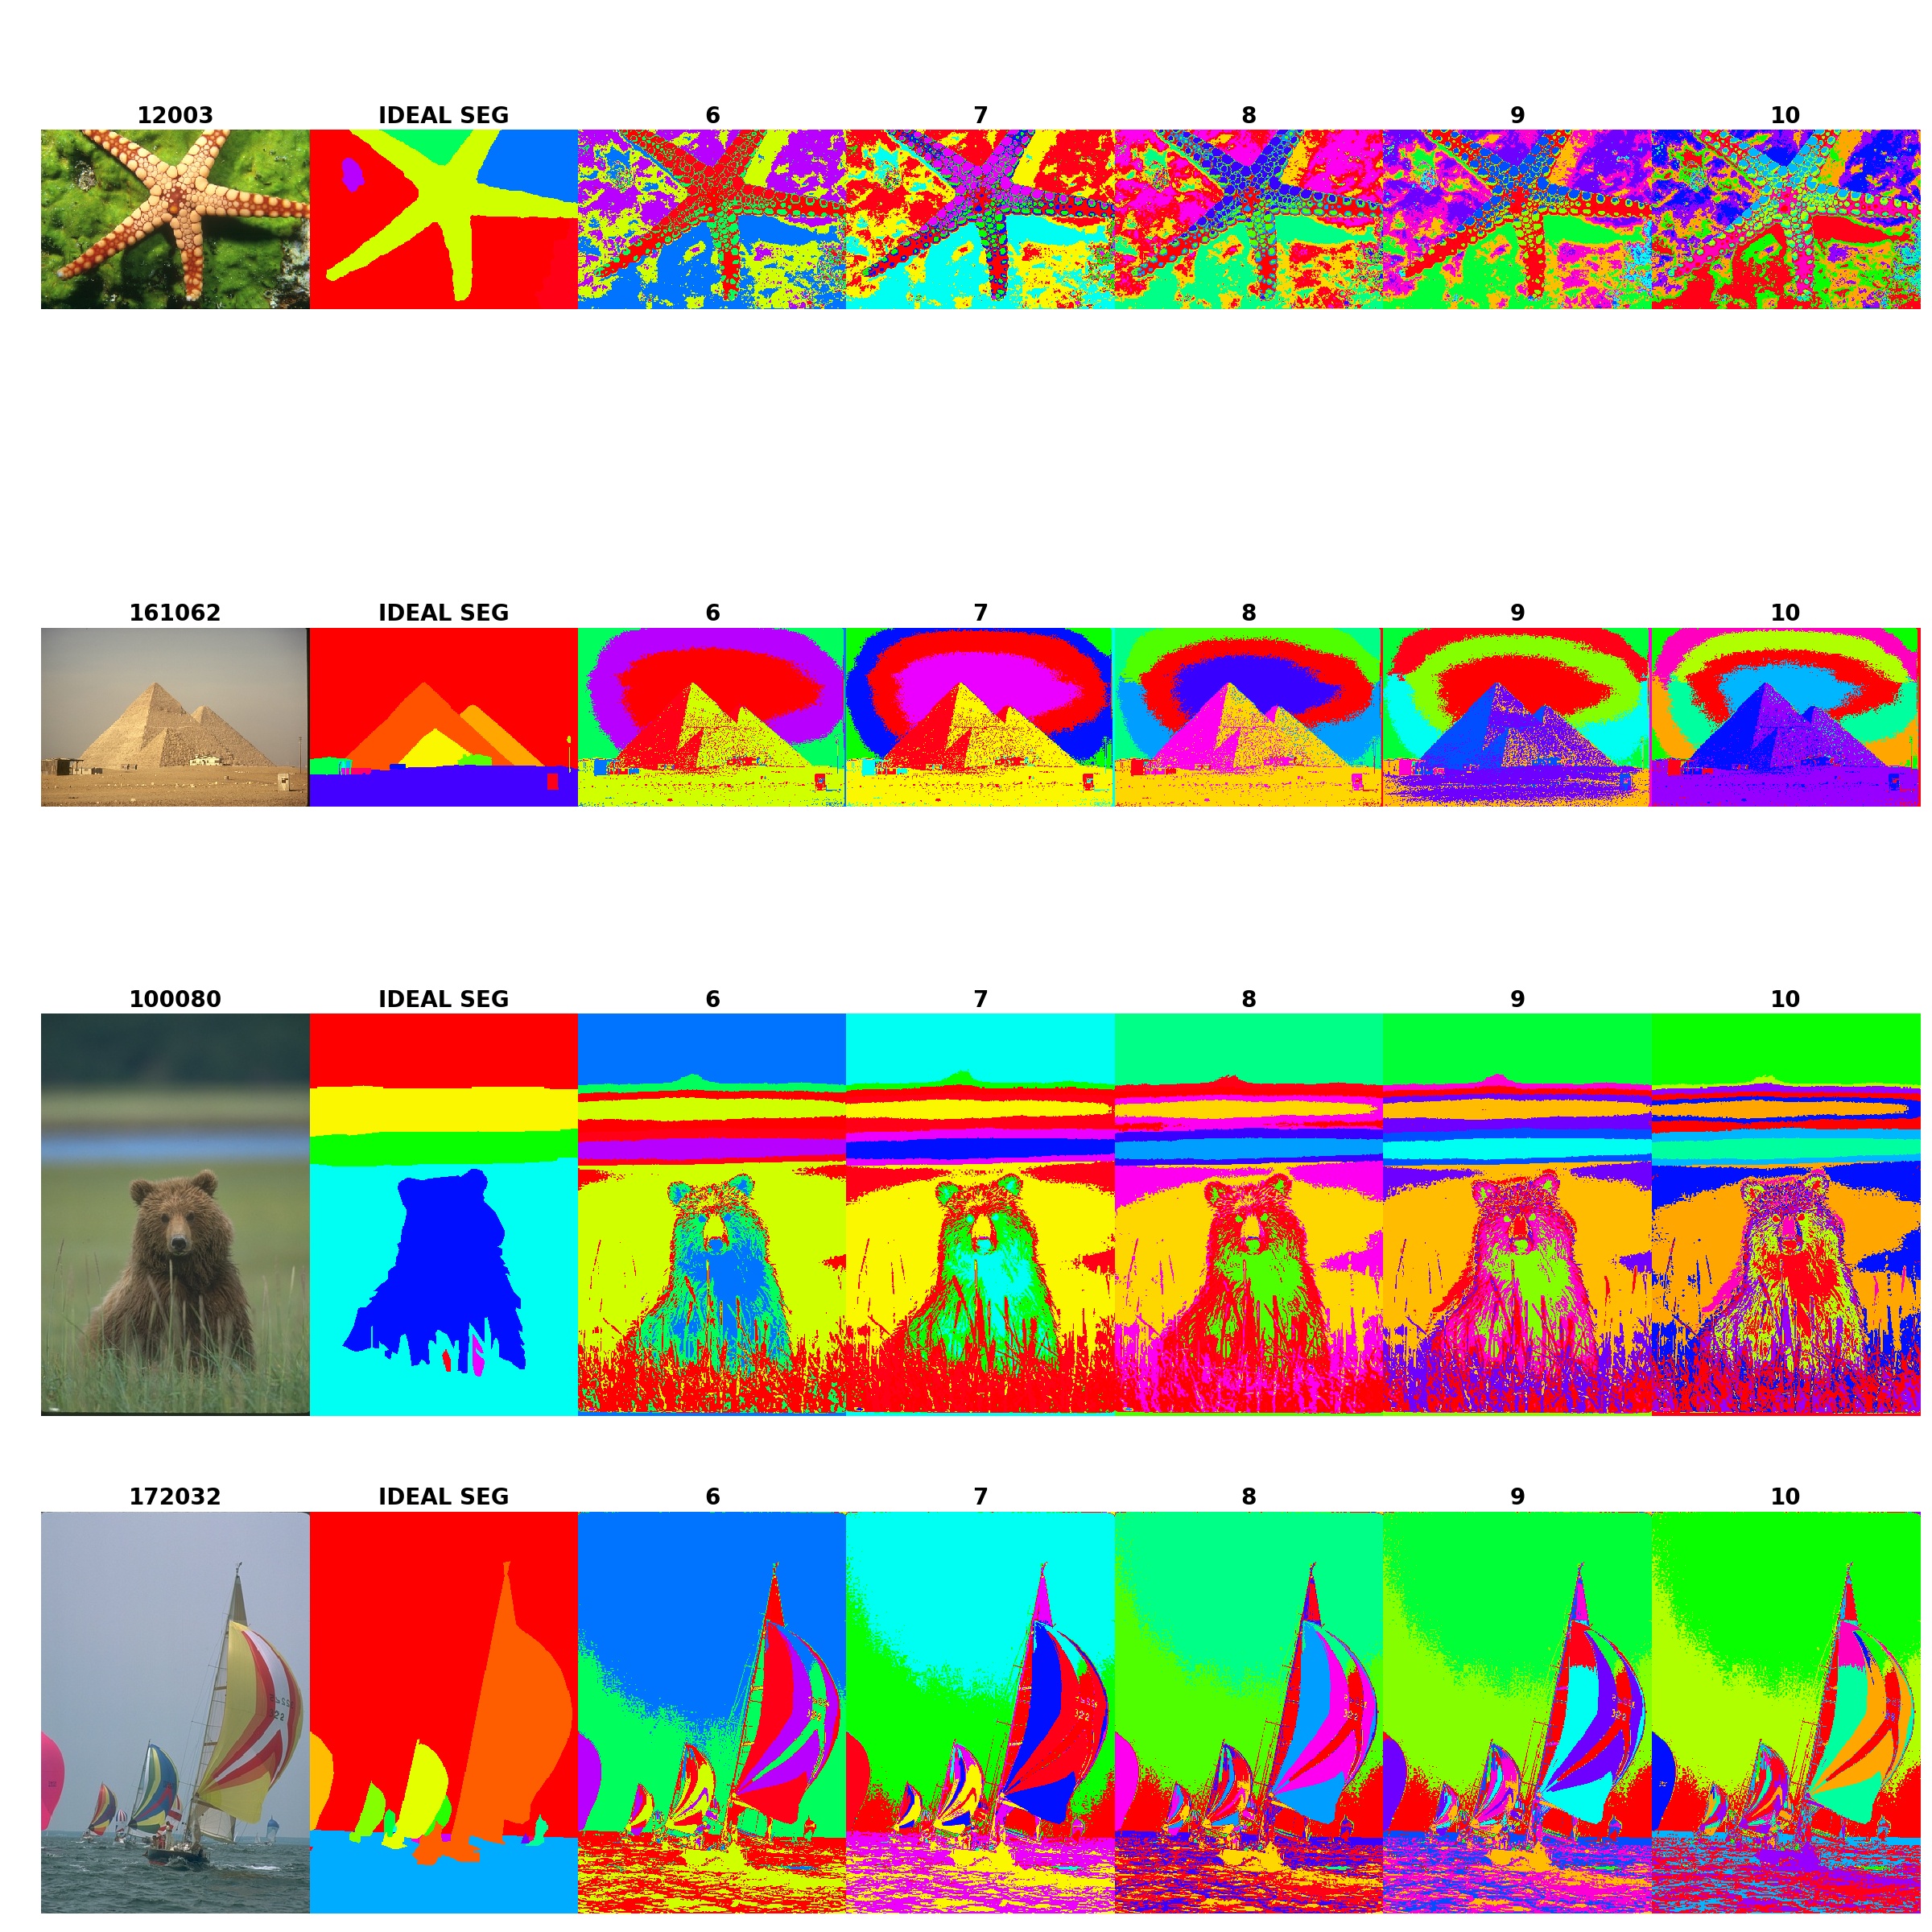 12003 IDEAL SEG 6 7 8 9 10
161062 IDEAL SEG 6 7 8 9 10
100080 IDEAL SEG 6 7 8 9 10
172032 IDEAL SEG 6 7 8 9 10